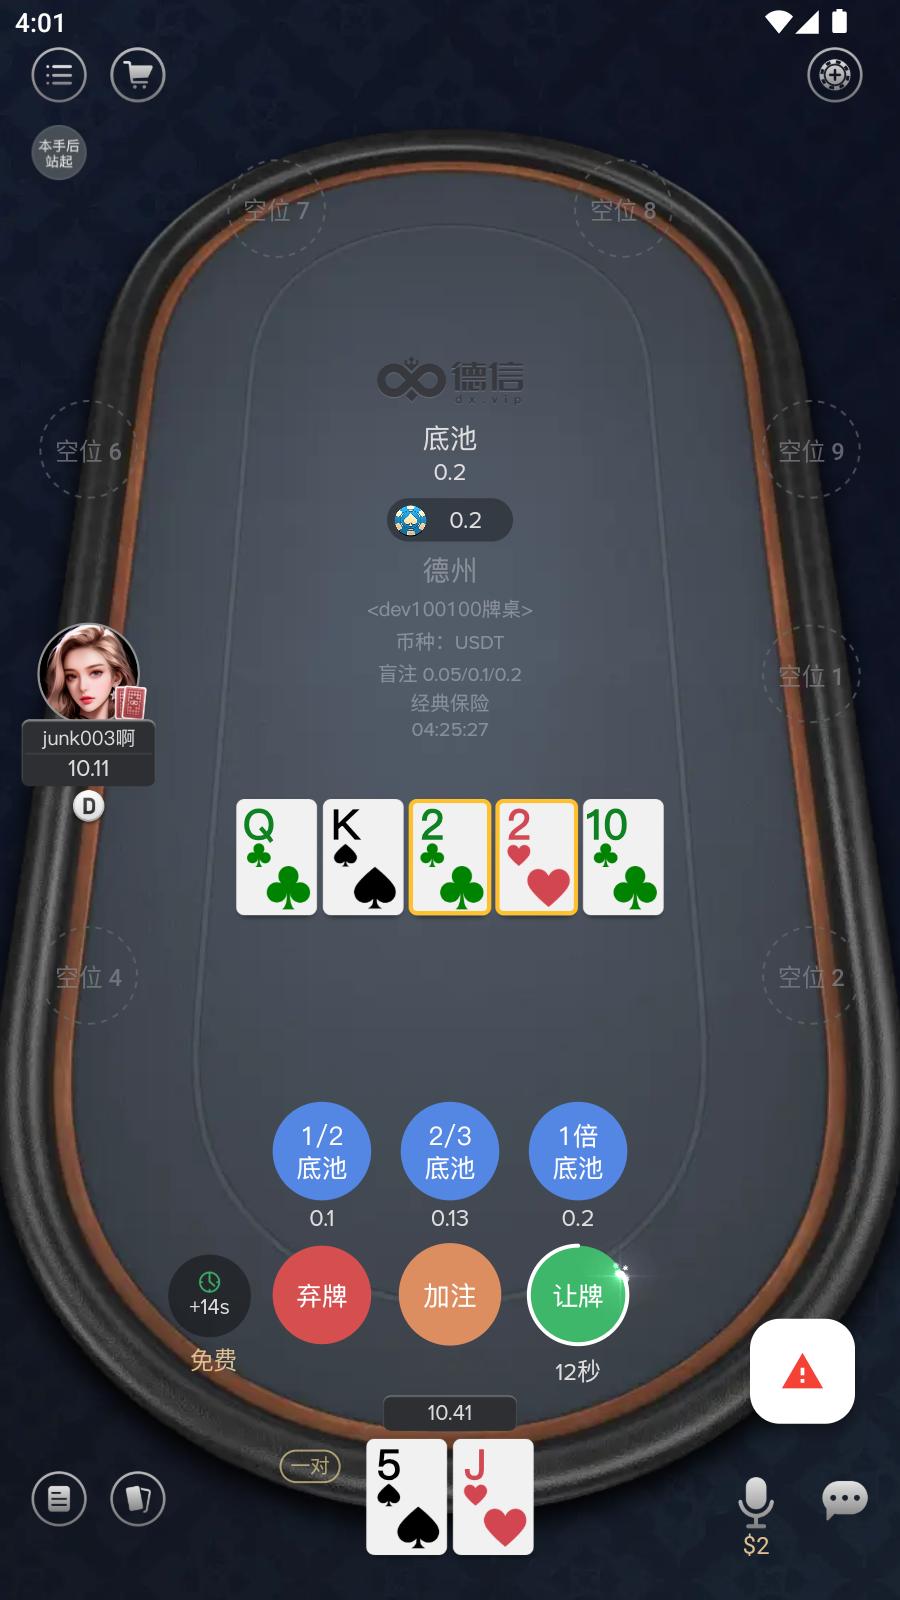 4:01
本手后
站起
空位 7
空位 8
德信
dx.vip
底池
0.2
0.2
空位 6
空位 9
德州
<dev100100牌桌>
币种：USDT
盲注 0.05/0.1/0.2
经典保险
04:25:27
空位 1
junk003啊
10.11
D
Q
K
2
2
10
空位 4
空位 2
1/2
底池
2/3
底池
1倍
底池
0.1
0.13
0.2
+14s
弃牌
加注
让牌
免费
12秒
10.41
一对
5
J
$2